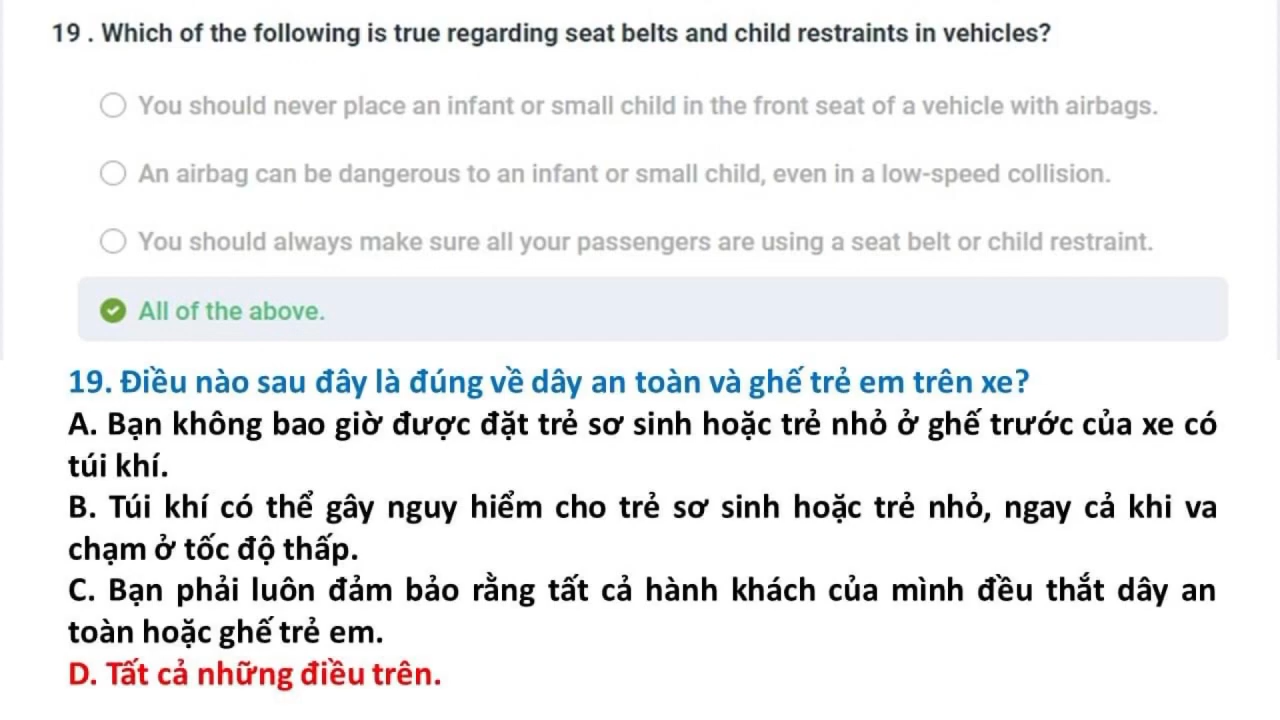 19 . Which of the following is true regarding seat belts and child restraints in vehicles?
You should never place an infant or small child in the front seat of a vehicle with airbags.
An airbag can be dangerous to an infant or small child, even in a low-speed collision.
You should always make sure all your passengers are using a seat belt or child restraint.
All of the above.
19. Điều nào sau đây là đúng về dây an toàn và ghế trẻ em trên xe?
A. Bạn không bao giờ được đặt trẻ sơ sinh hoặc trẻ nhỏ ở ghế trước của xe có
túi khí.
B. Túi khí có thể gây nguy hiểm cho trẻ sơ sinh hoặc trẻ nhỏ, ngay cả khi va
chạm ở tốc độ thấp.
C. Bạn phải luôn đảm bảo rằng tất cả hành khách của mình đều thắt dây an
toàn hoặc ghế trẻ em.
D. Tất cả những điều trên.